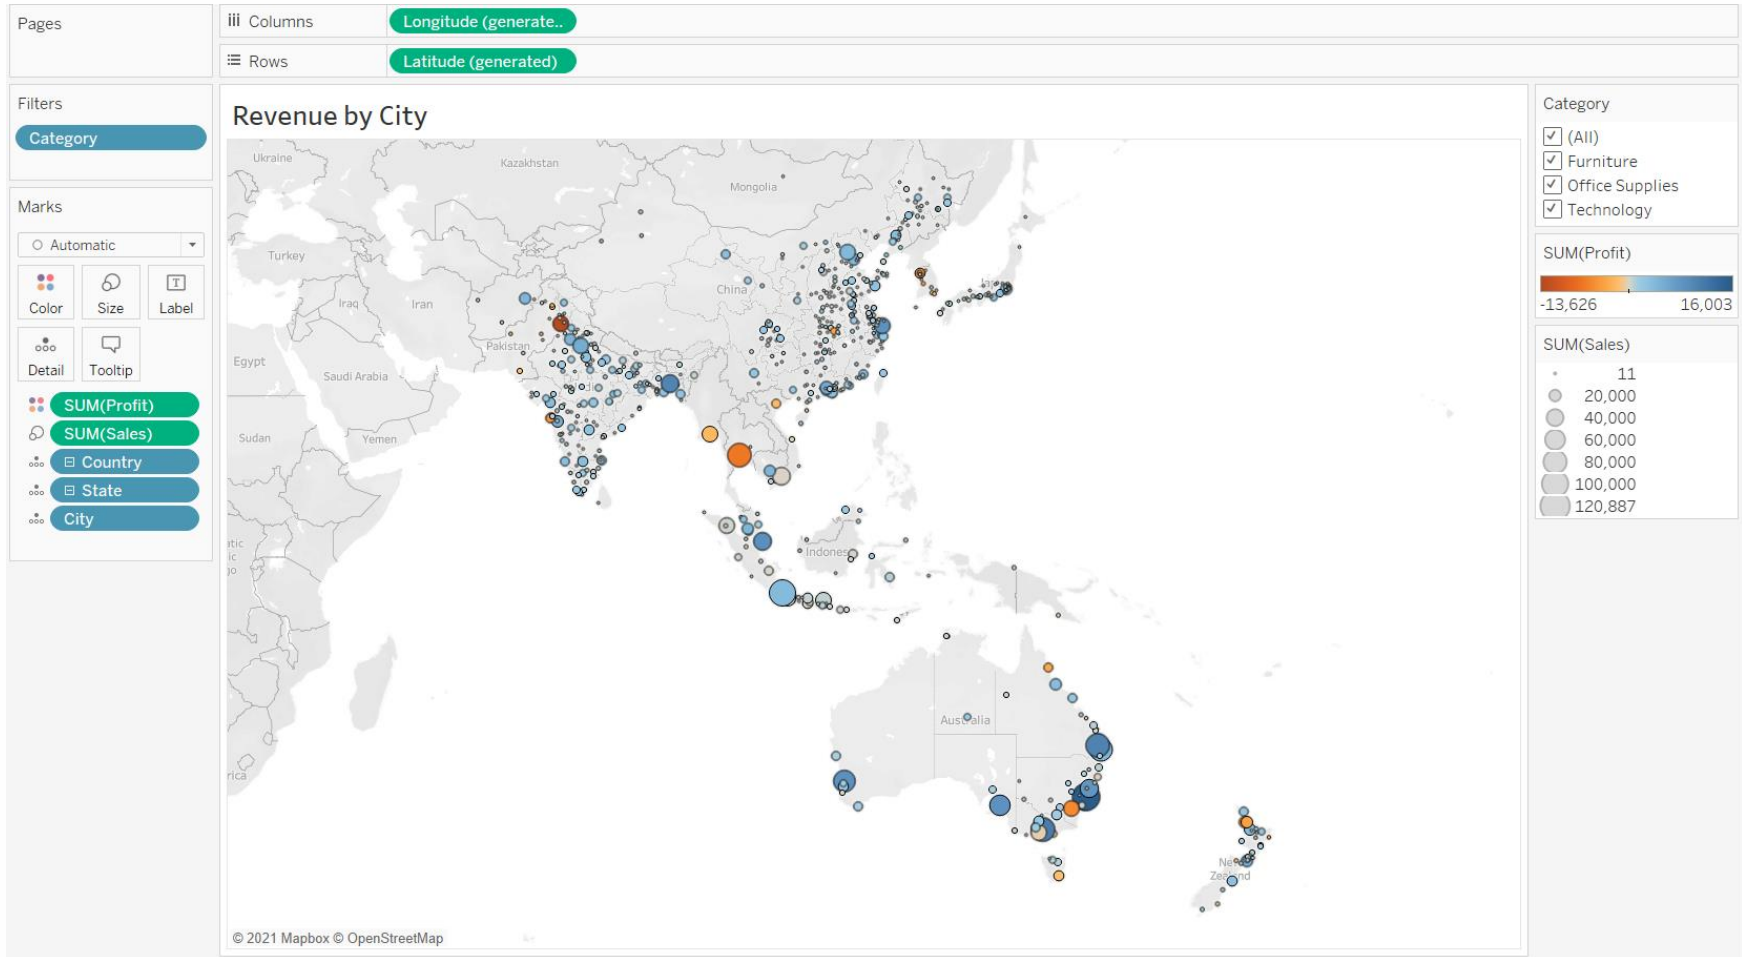 Pages
Columns
Longitude (generate..
Rows
Latitude (generated)
Filters
Category
Marks
Automatic
Color
Size
Label
Detail
Tooltip
SUM(Profit)
SUM(Sales)
Country
State
City
Revenue by City
Ukraine
Kazakhstan
Mongolia
Turkey
China
Iraq
Iran
Pakistan
Egypt
Saudi Arabia
Sudan
Yemen
Indones
Australia
rica
New
Zealand
© 2021 Mapbox © OpenStreetMap
Category
(All)
Furniture
Office Supplies
Technology
SUM(Profit)
-13,626 16,003
SUM(Sales)
11
20,000
40,000
60,000
80,000
100,000
120,887